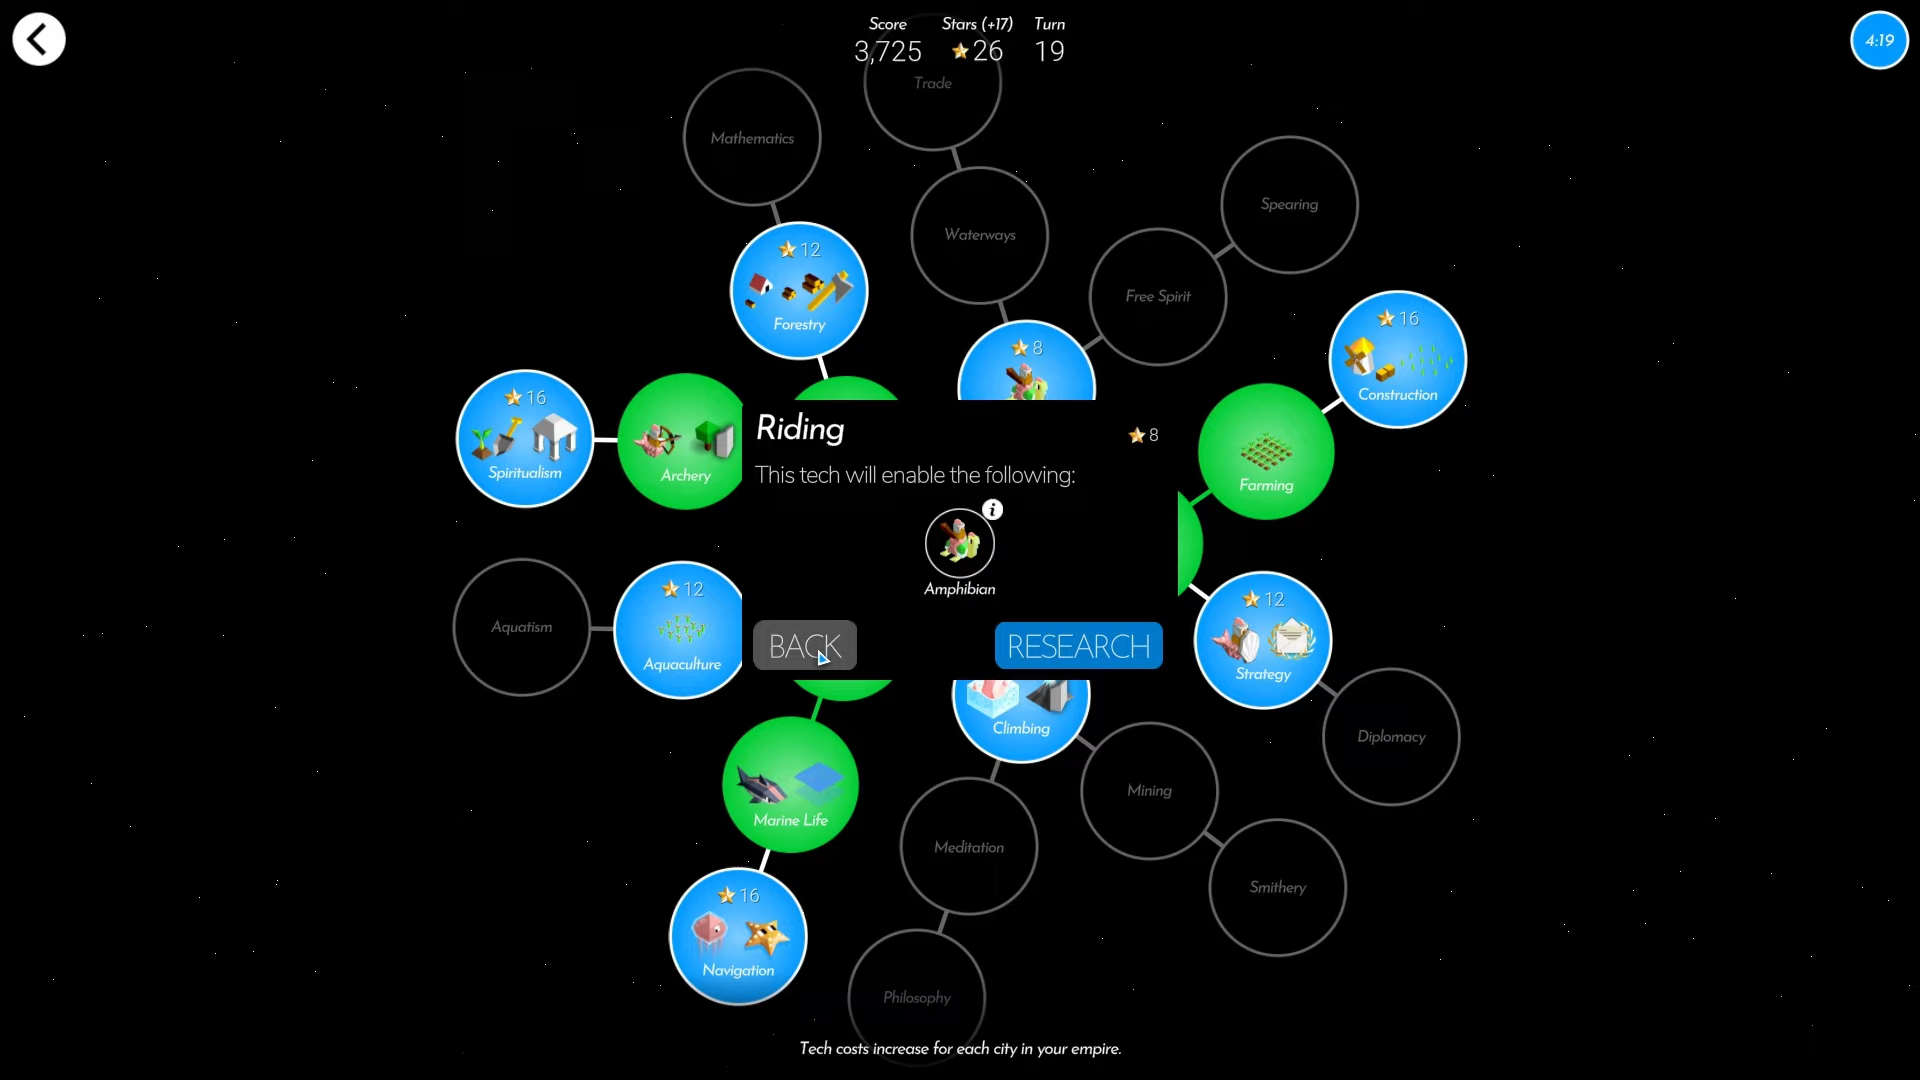 Score
Stars (+17)
Turn
3,725
26
19
4:19
Trade
Mathematics
Waterways
Spearing
Free Spirit
12
Forestry
8
16
Construction
16
Spiritualism
Archery
Farming
Riding
8
This tech will enable the following:
i
Amphibian
BACK
RESEARCH
Aquatism
12
Aquaculture
12
Strategy
Climbing
Diplomacy
Mining
Marine Life
Meditation
Smithery
16
Navigation
Philosophy
Tech costs increase for each city in your empire.